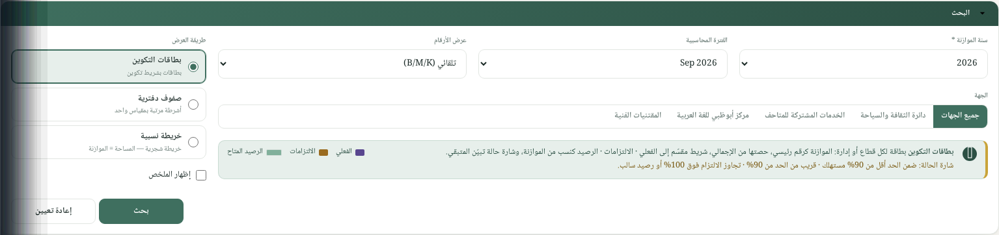 البحث
سنة الموازنة *
2026
الفترة المحاسبية
Sep 2026
عرض الأرقام
تلقائي (B/M/K)
الجهة
جميع الجهات
دائرة الثقافة والسياحة
الخدمات المشتركة للمتاحف
مركز أبوظبي للغة العربية
المقتنيات الفنية
بطاقات التكوين بطاقة لكل قطاع أو إدارة: الموازنة كرقم رئيسي، حصتها من الإجمالي، شريط مقسّم إلى الفعلي · الالتزامات · الرصيد كنسب من الموازنة، وشارة حالة تبيّن المتبقي.
شارة الحالة: ضمن الحد أقل من 90% مستهلك · قريب من الحد من 90% · تجاوز الالتزام فوق 100% أو رصيد سالب.
الفعلي
الالتزامات
الرصيد المتاح
طريقة العرض
بطاقات التكوين
بطاقات بشريط تكوين
صفوف دفترية
أشرطة مرتبة بمقياس واحد
خريطة نسبية
خريطة شجرية — المساحة = الموازنة
إظهار الملخص
بحث
إعادة تعيين